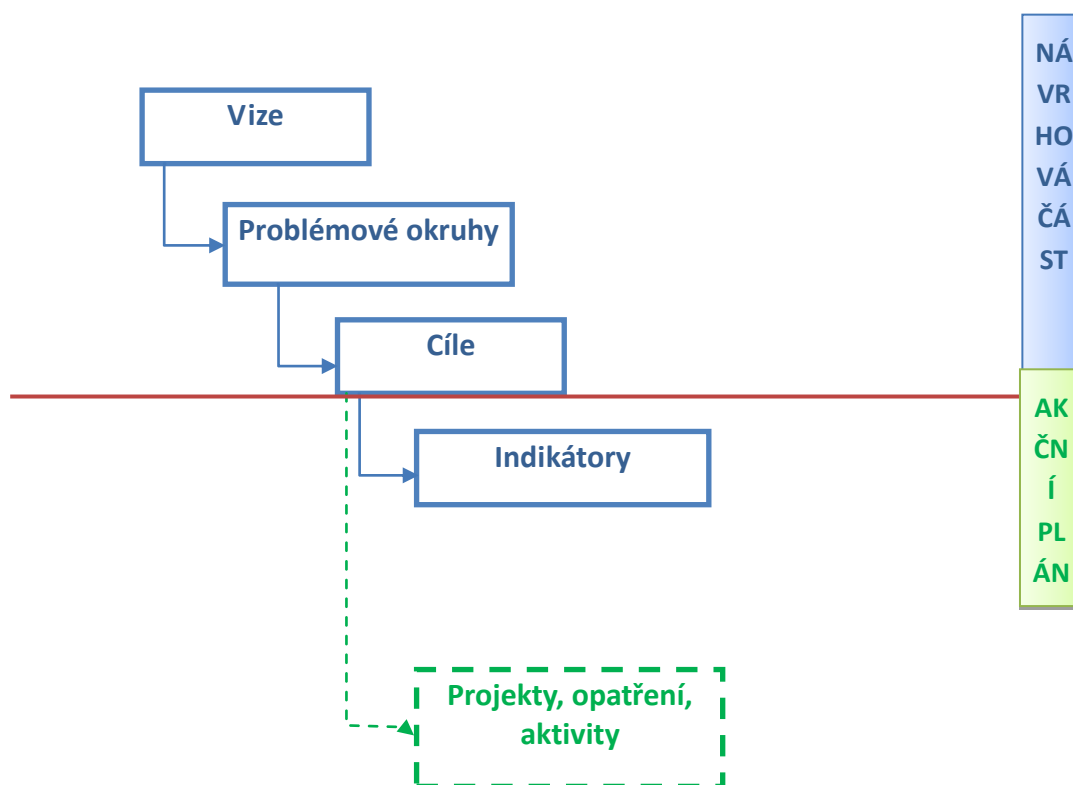 NÁ
VR
HO
VÁ
ČÁ
ST
Vize
Problémové okruhy
Cíle
AK
ČN
Í
PL
ÁN
Indikátory
Projekty, opatření,
aktivity